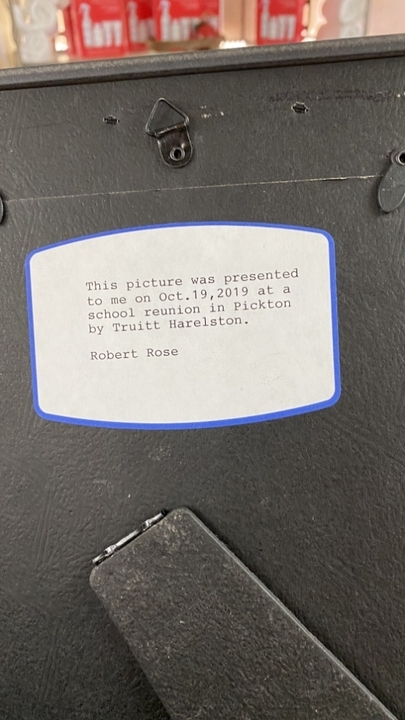 This picture was presented
to me on Oct.19,2019 at a
school reunion in Pickton
by Truitt Harelston.
Robert Rose